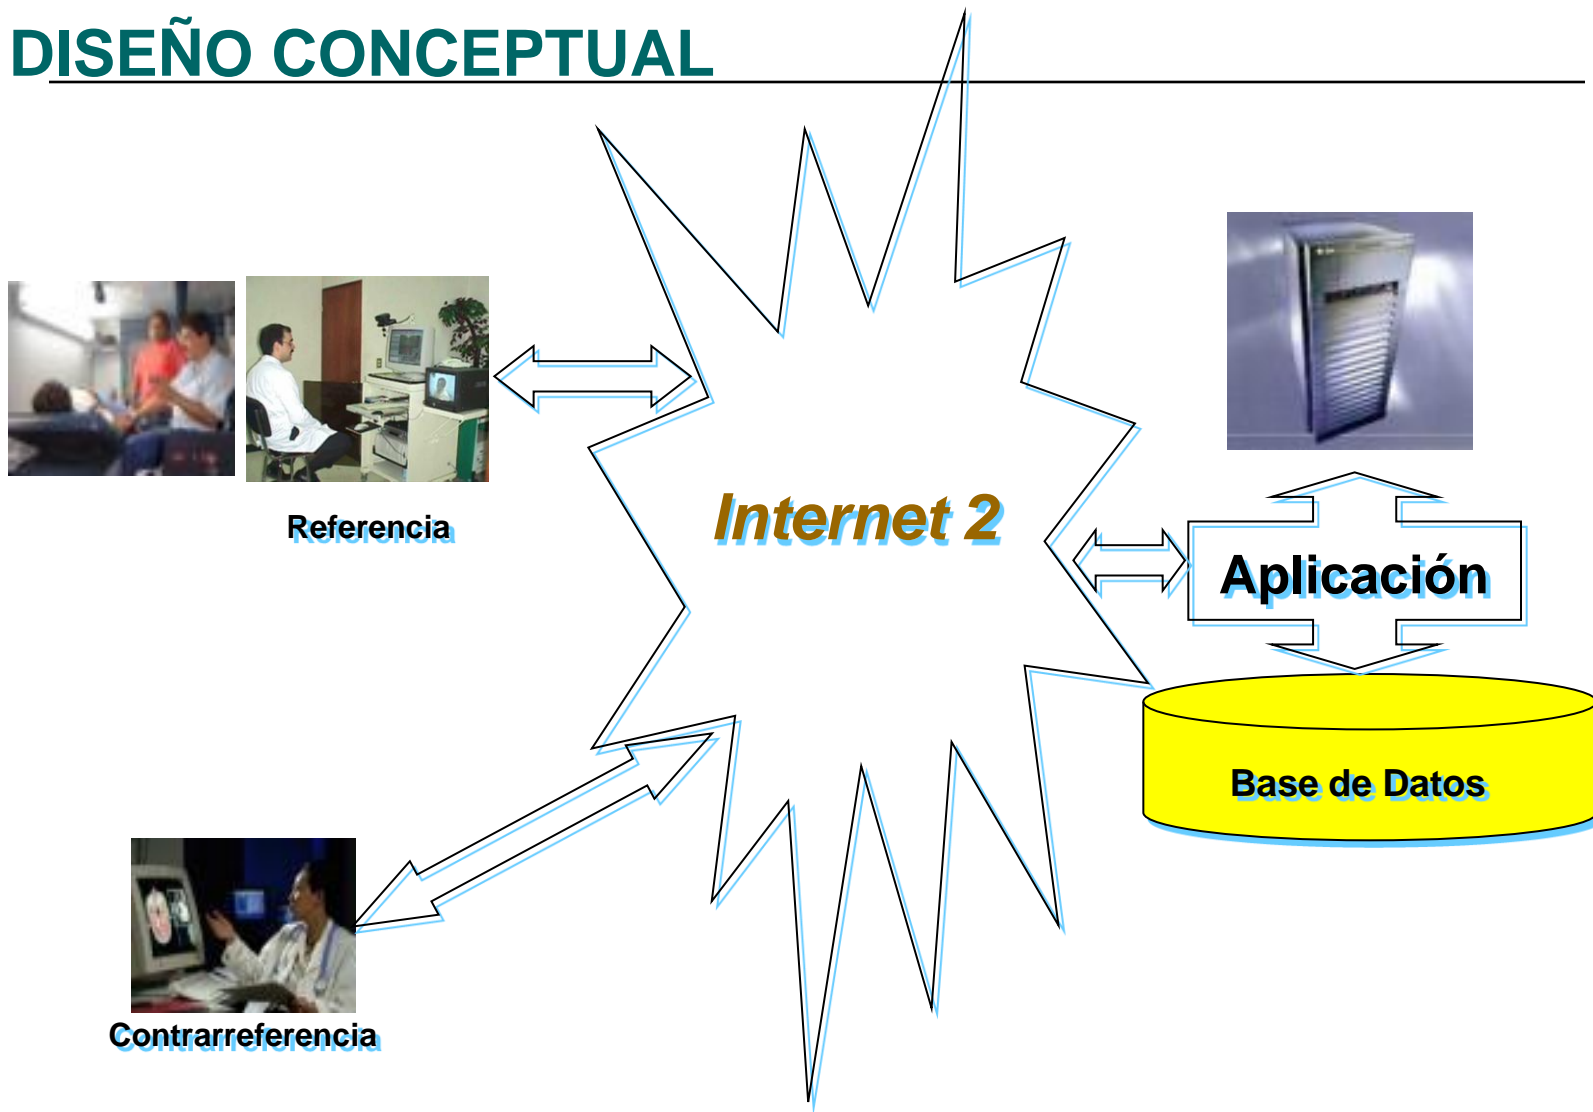 DISEÑO CONCEPTUAL
Referencia
Internet 2
Aplicación
Base de Datos
Contrarreferencia